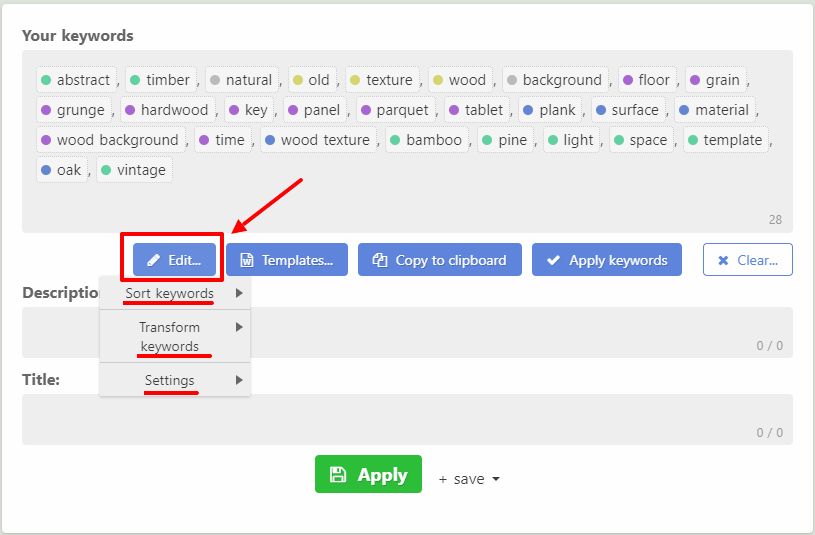 Your keywords
abstract, timber, natural, old, texture, wood, background, floor, grain,
grunge, hardwood, key, panel, parquet, tablet, plank, surface, material,
wood background, time, wood texture, bamboo, pine, light, space, template,
oak, vintage
28
Edit... Templates... Copy to clipboard Apply keywords Clear...
Sort keywords
Transform
keywords
Settings
Description
0 / 0
Title:
0 / 0
Apply + save